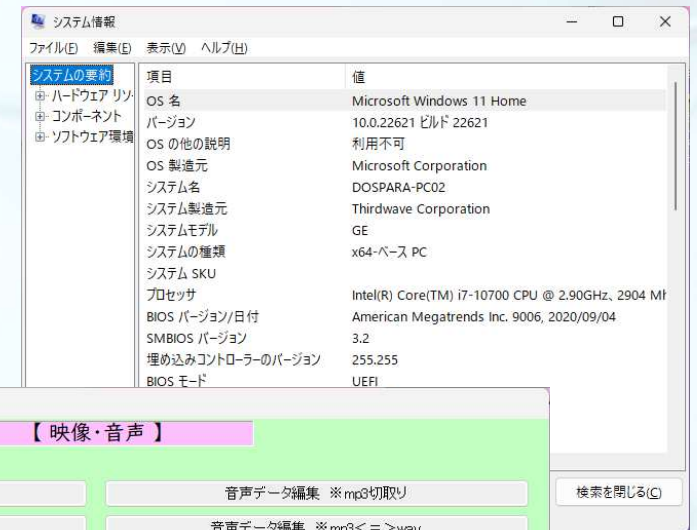 システム情報
ファイル(F) 編集(E) 表示(V) ヘルプ(H)
システムの要約
ハードウェア リソ
コンポーネント
ソフトウェア環境
項目 値
OS 名 Microsoft Windows 11 Home
バージョン 10.0.22621 ビルド 22621
OS の他の説明 利用不可
OS 製造元 Microsoft Corporation
システム名 DOSPARA-PC02
システム製造元 Thirdwave Corporation
システムモデル GE
システムの種類 x64-ベース PC
システム SKU
プロセッサ Intel(R) Core(TM) i7-10700 CPU @ 2.90GHz、2904 Mh
BIOS バージョン/日付 American Megatrends Inc. 9006, 2020/09/04
SMBIOS バージョン 3.2
埋め込みコントローラーのバージョン 255.255
BIOS モード UEFI
【 映像・音声 】
音声データ編集 ※mp3切取り
検索を閉じる(C)
音声データ編集 ※mp3<=>wav